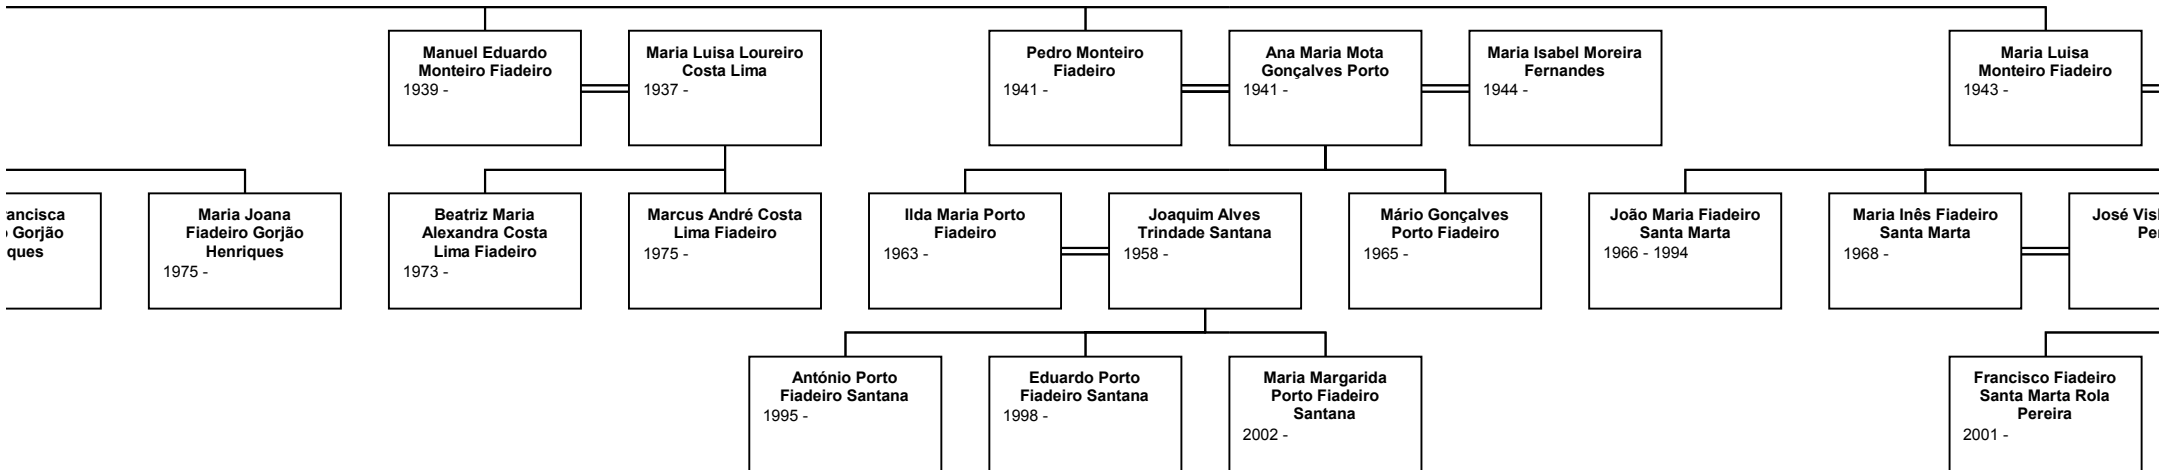 Manuel Eduardo
Monteiro Fiadeiro
1939 -
Maria Luisa Loureiro
Costa Lima
1937 -
Pedro Monteiro
Fiadeiro
1941 -
Ana Maria Mota
Gonçalves Porto
1941 -
Maria Isabel Moreira
Fernandes
1944 -
Maria Luisa
Monteiro Fiadeiro
1943 -
Gorjão
Maria Joana
Fiadeiro Gorjão
Henriques
1975 -
Beatriz Maria
Alexandra Costa
Lima Fiadeiro
1973 -
Marcus André Costa
Lima Fiadeiro
1975 -
Ilda Maria Porto
Fiadeiro
1963 -
Joaquim Alves
Trindade Santana
1958 -
Mário Gonçalves
Porto Fiadeiro
1965 -
João Maria Fiadeiro
Santa Marta
1966 - 1994
Maria Inês Fiadeiro
Santa Marta
1968 -
José
António Porto
Fiadeiro Santana
1995 -
Eduardo Porto
Fiadeiro Santana
1998 -
Maria Margarida
Porto Fiadeiro
Santana
2002 -
Francisco Fiadeiro
Santa Marta Rola
Pereira
2001 -